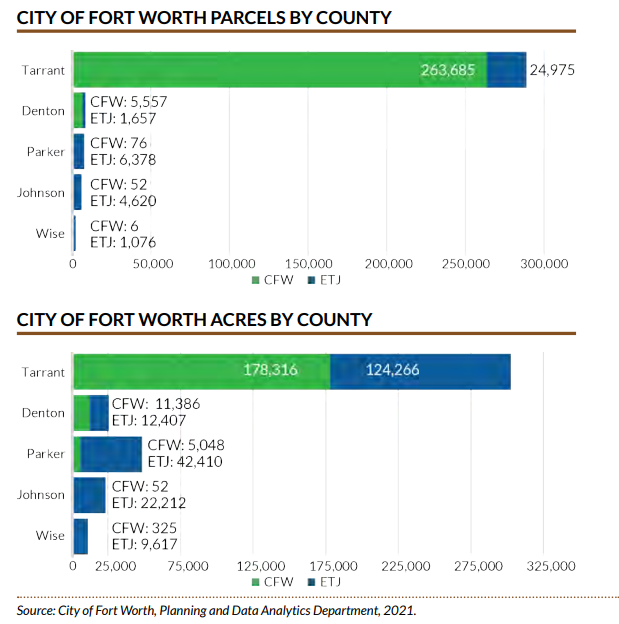 CITY OF FORT WORTH PARCELS BY COUNTY
Tarrant 263,685 24,975
Denton CFW: 5,557
ETJ: 1,657
Parker CFW: 76
ETJ: 6,378
Johnson CFW: 52
ETJ: 4,620
Wise CFW: 6
ETJ: 1,076
0 50,000 100,000 150,000 200,000 250,000 300,000
CFW ETJ
CITY OF FORT WORTH ACRES BY COUNTY
Tarrant 178,316 124,266
Denton CFW: 11,386
ETJ: 12,407
Parker CFW: 5,048
ETJ: 42,410
Johnson CFW: 52
ETJ: 22,212
Wise CFW: 325
ETJ: 9,617
0 25,000 75,000 125,000 175,000 225,000 275,000 325,000
CFW ETJ
Source: City of Fort Worth, Planning and Data Analytics Department, 2021.